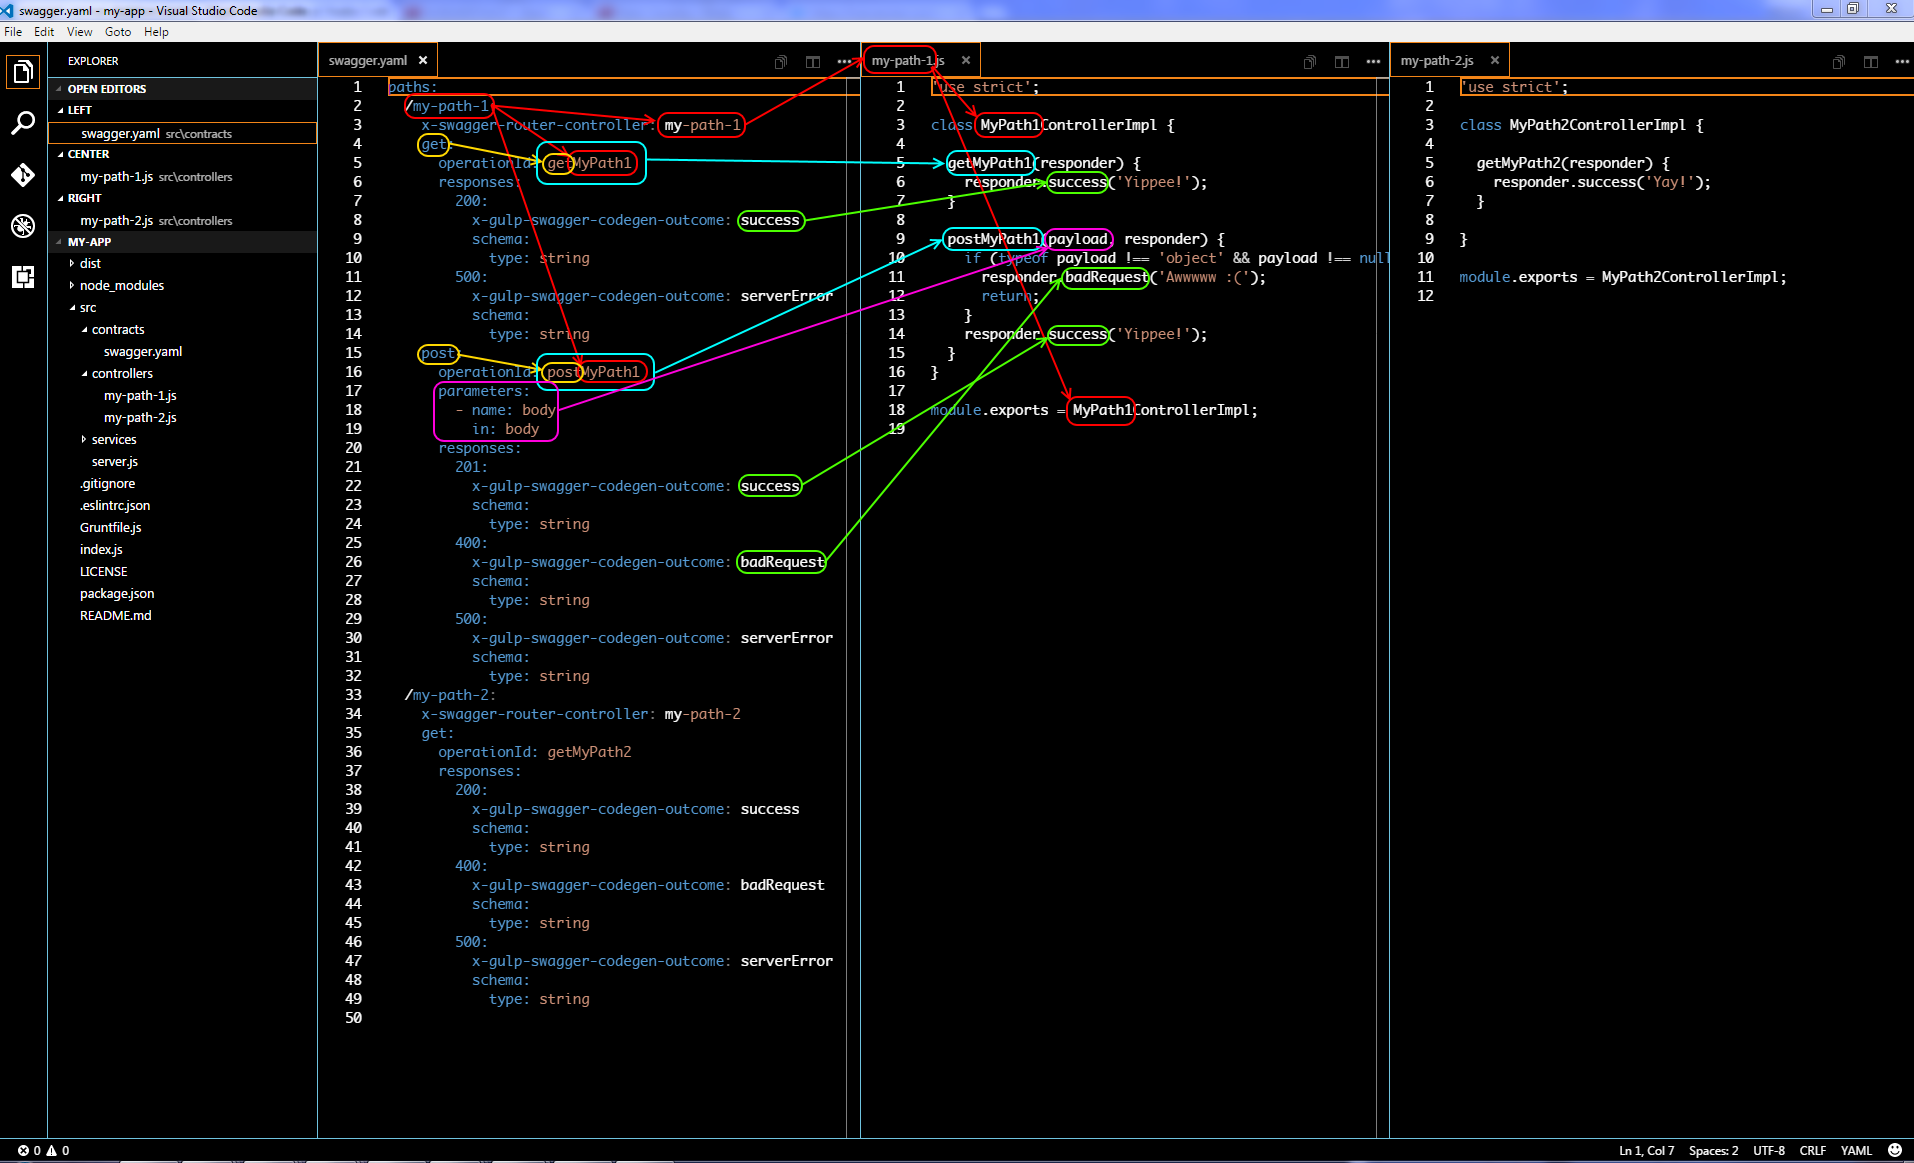 swagger.yaml - my-app - Visual Studio Code
File Edit View Goto Help
EXPLORER
OPEN EDITORS
LEFT
swagger.yaml src\contracts
CENTER
my-path-1.js src\controllers
RIGHT
my-path-2.js src\controllers
MY-APP
dist
node_modules
src
contracts
swagger.yaml
controllers
my-path-1.js
my-path-2.js
services
server.js
.gitignore
.eslintrc.json
Gruntfile.js
index.js
LICENSE
package.json
README.md
swagger.yaml
1 paths:
2 /my-path-1
3 x-swagger-router-controller: my-path-1
4 get:
5 operationId: getMyPath1
6 responses:
7 200:
8 x-gulp-swagger-codegen-outcome: success
9 schema:
10 type: string
11 500:
12 x-gulp-swagger-codegen-outcome: serverError
13 schema:
14 type: string
15 post
16 operationId: postMyPath1
17 parameters:
18 - name: body
19 in: body
20 responses:
21 201:
22 x-gulp-swagger-codegen-outcome: success
23 schema:
24 type: string
25 400:
26 x-gulp-swagger-codegen-outcome: badRequest
27 schema:
28 type: string
29 500:
30 x-gulp-swagger-codegen-outcome: serverError
31 schema:
32 type: string
33 /my-path-2:
34 x-swagger-router-controller: my-path-2
35 get:
36 operationId: getMyPath2
37 responses:
38 200:
39 x-gulp-swagger-codegen-outcome: success
40 schema:
41 type: string
42 400:
43 x-gulp-swagger-codegen-outcome: badRequest
44 schema:
45 type: string
46 500:
47 x-gulp-swagger-codegen-outcome: serverError
48 schema:
49 type: string
50
my-path-1.js
1 'use strict';
2
3 class MyPath1ControllerImpl {
4
5 getMyPath1(responder) {
6 responder.success('Yippee!');
7 }
8
9 postMyPath1(payload, responder) {
10 if (typeof payload !== 'object' && payload !== null
11 responder.badRequest('Awwwww :(');
12 return;
13 }
14 responder.success('Yippee!');
15 }
16 }
17
18 module.exports = MyPath1ControllerImpl;
19
my-path-2.js
1 'use strict';
2
3 class MyPath2ControllerImpl {
4
5 getMyPath2(responder) {
6 responder.success('Yay!');
7 }
8
9 }
10
11 module.exports = MyPath2ControllerImpl;
12
0 0
Ln 1, Col 7 Spaces: 2 UTF-8 CRLF YAML